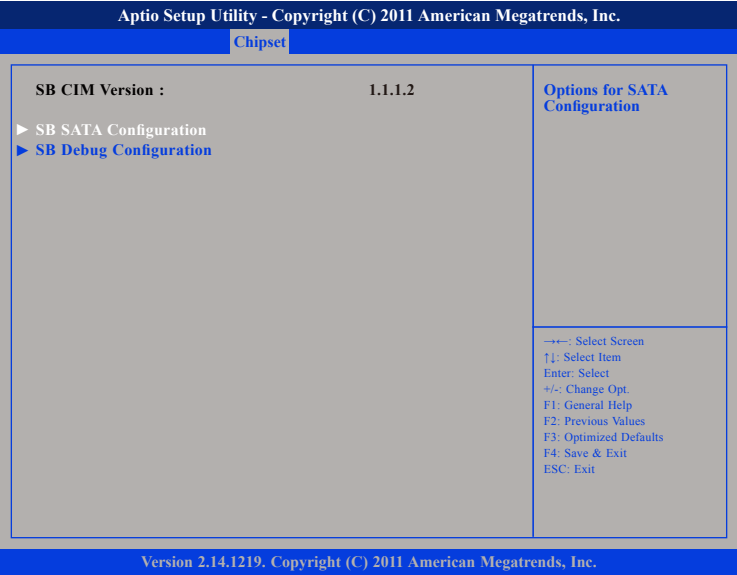 Aptio Setup Utility - Copyright (C) 2011 American Megatrends, Inc.
Chipset
SB CIM Version : 1.1.1.2
► SB SATA Configuration
► SB Debug Configuration
Options for SATA
Configuration
→←: Select Screen
↑↓: Select Item
Enter: Select
+/-: Change Opt.
F1: General Help
F2: Previous Values
F3: Optimized Defaults
F4: Save & Exit
ESC: Exit
Version 2.14.1219. Copyright (C) 2011 American Megatrends, Inc.